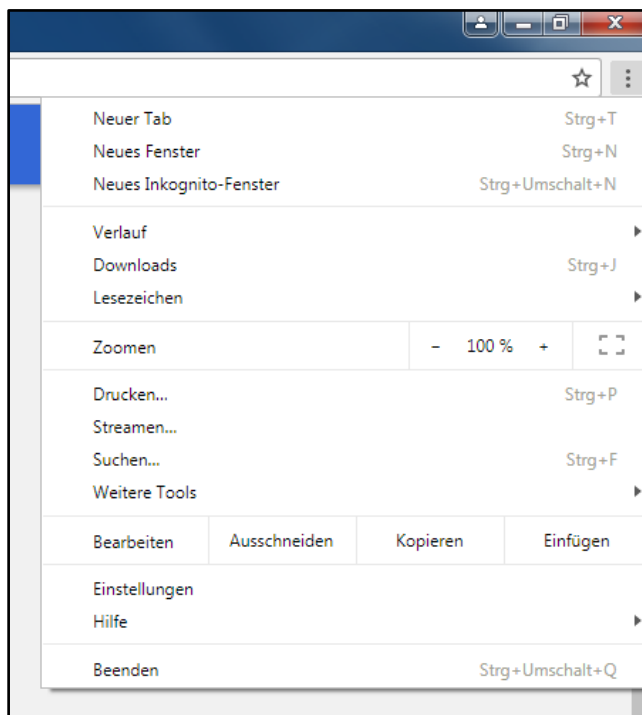 Neuer Tab Strg+T
Neues Fenster Strg+N
Neues Inkognito-Fenster Strg+Umschalt+N
Verlauf
Downloads Strg+J
Lesezeichen
Zoomen − 100 % +
Drucken... Strg+P
Streamen...
Suchen... Strg+F
Weitere Tools
Bearbeiten Ausschneiden Kopieren Einfügen
Einstellungen
Hilfe
Beenden Strg+Umschalt+Q